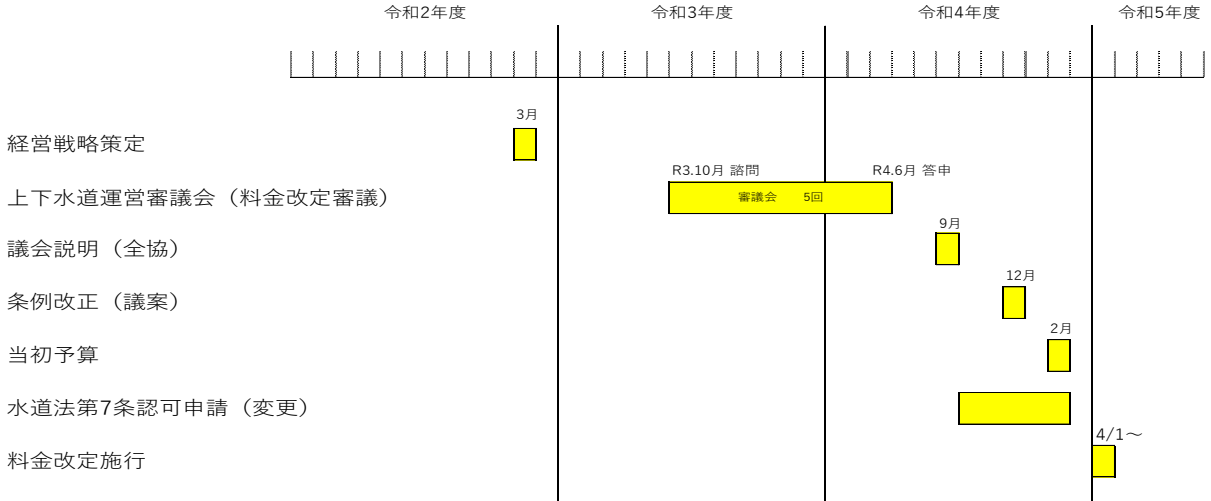 令和2年度 令和3年度 令和4年度 令和5年度
3月
経営戦略策定
R3.10月 諮問 R4.6月 答申
上下水道運営審議会（料金改定審議） 審議会 5回
9月
議会説明（全協）
12月
条例改正（議案）
2月
当初予算
水道法第7条認可申請（変更）
4/1～
料金改定施行